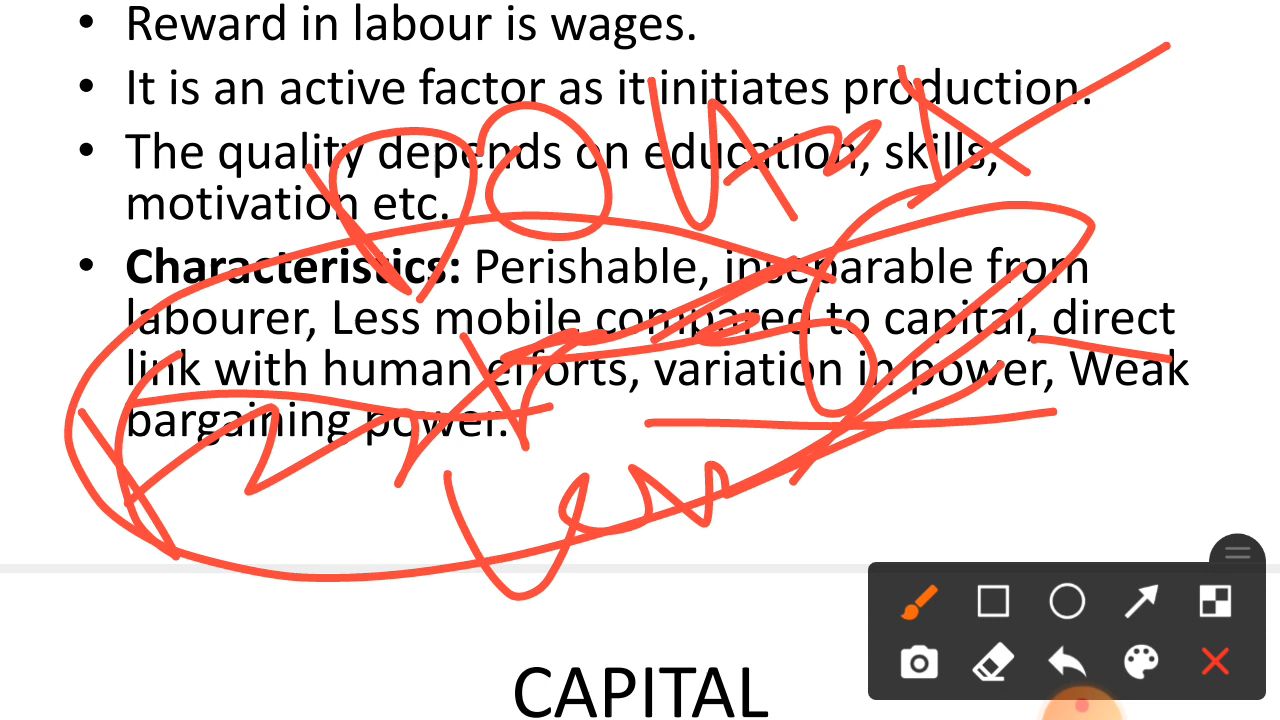 • Reward in labour is wages.
• It is an active factor as it initiates production.
• The quality depends on education, skills,
motivation etc.
• Characteristics: Perishable, inseparable from
labourer, Less mobile compared to capital, direct
link with human efforts, variation in power, Weak
bargaining power.
CAPITAL